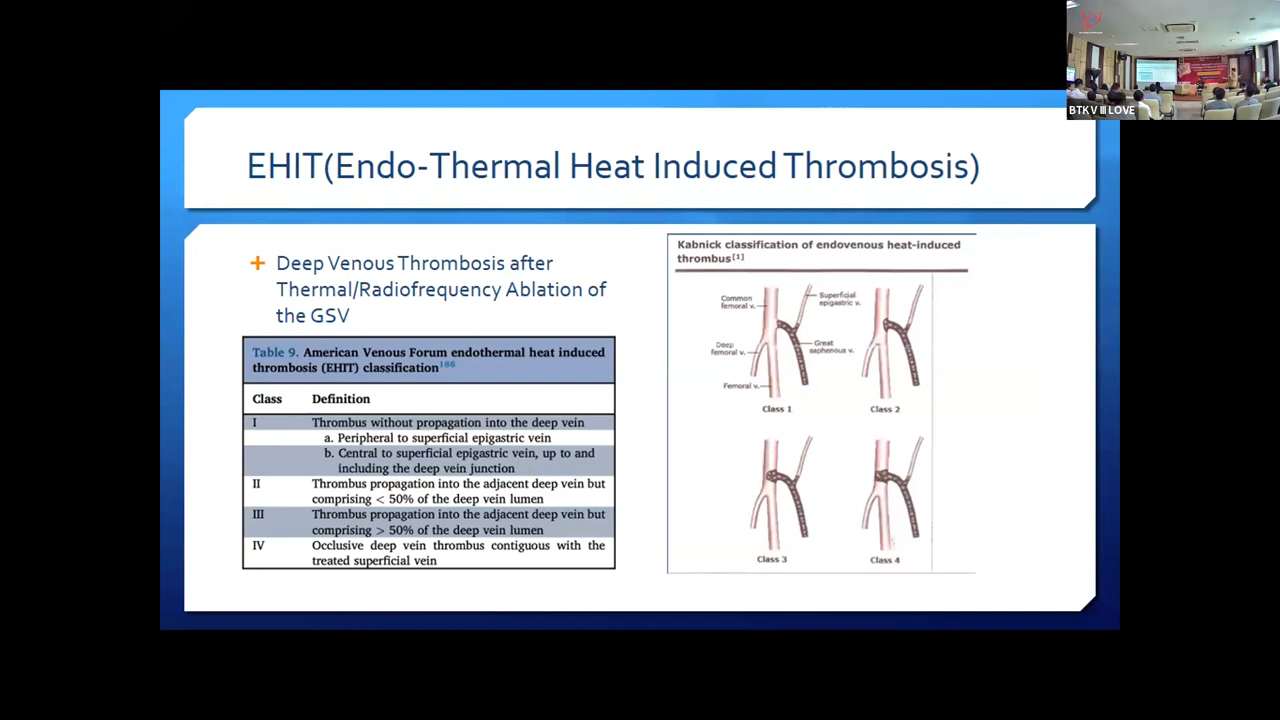 EHIT(Endo-Thermal Heat Induced Thrombosis)
Deep Venous Thrombosis after
Thermal/Radiofrequency Ablation of
the GSV
Table 9. American Venous Forum endothermal heat induced
thrombosis (EHIT) classification188
Class Definition
I Thrombus without propagation into the deep vein
a. Peripheral to superficial epigastric vein
b. Central to superficial epigastric vein, up to and
including the deep vein junction
II Thrombus propagation into the adjacent deep vein but
comprising < 50% of the deep vein lumen
III Thrombus propagation into the adjacent deep vein but
comprising > 50% of the deep vein lumen
IV Occlusive deep vein thrombus contiguous with the
treated superficial vein
Kabnick classification of endovenous heat-induced
thrombus[1]
Common
femoral v.
Superficial
epigastric v.
Deep
femoral v.
Great
saphenous v.
Femoral v.
Class 1
Class 2
Class 3
Class 4
BTKV III LOVE